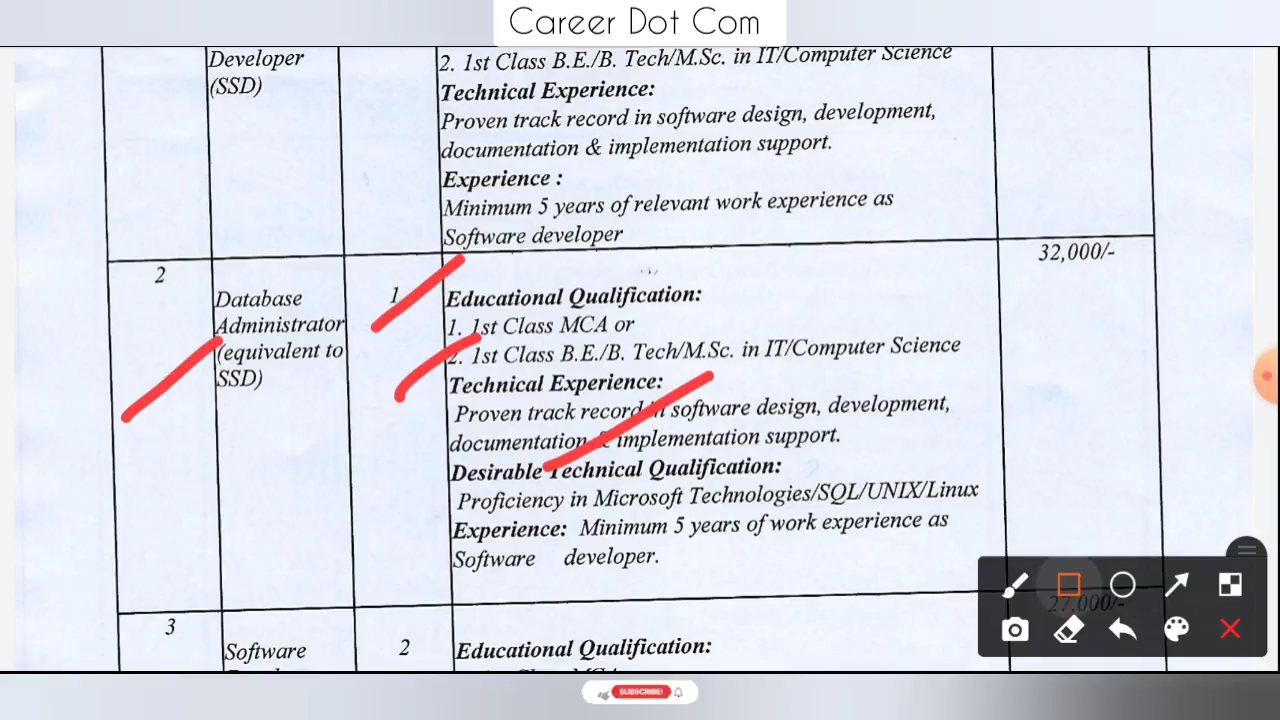 Career Dot Com
Developer
(SSD)
2. 1st Class B.E./B. Tech/M.Sc. in IT/Computer Science
Technical Experience:
Proven track record in software design, development,
documentation & implementation support.
Experience :
Minimum 5 years of relevant work experience as
Software developer
2
Database
Administrator
(equivalent to
SSD)
1
Educational Qualification:
1. 1st Class MCA or
2. 1st Class B.E./B. Tech/M.Sc. in IT/Computer Science
Technical Experience:
Proven track record in software design, development,
documentation & implementation support.
Desirable Technical Qualification:
Proficiency in Microsoft Technologies/SQL/UNIX/Linux
Experience: Minimum 5 years of work experience as
Software developer.
32,000/-
3
Software
2
Educational Qualification:
27,000/-
SUBSCRIBE!